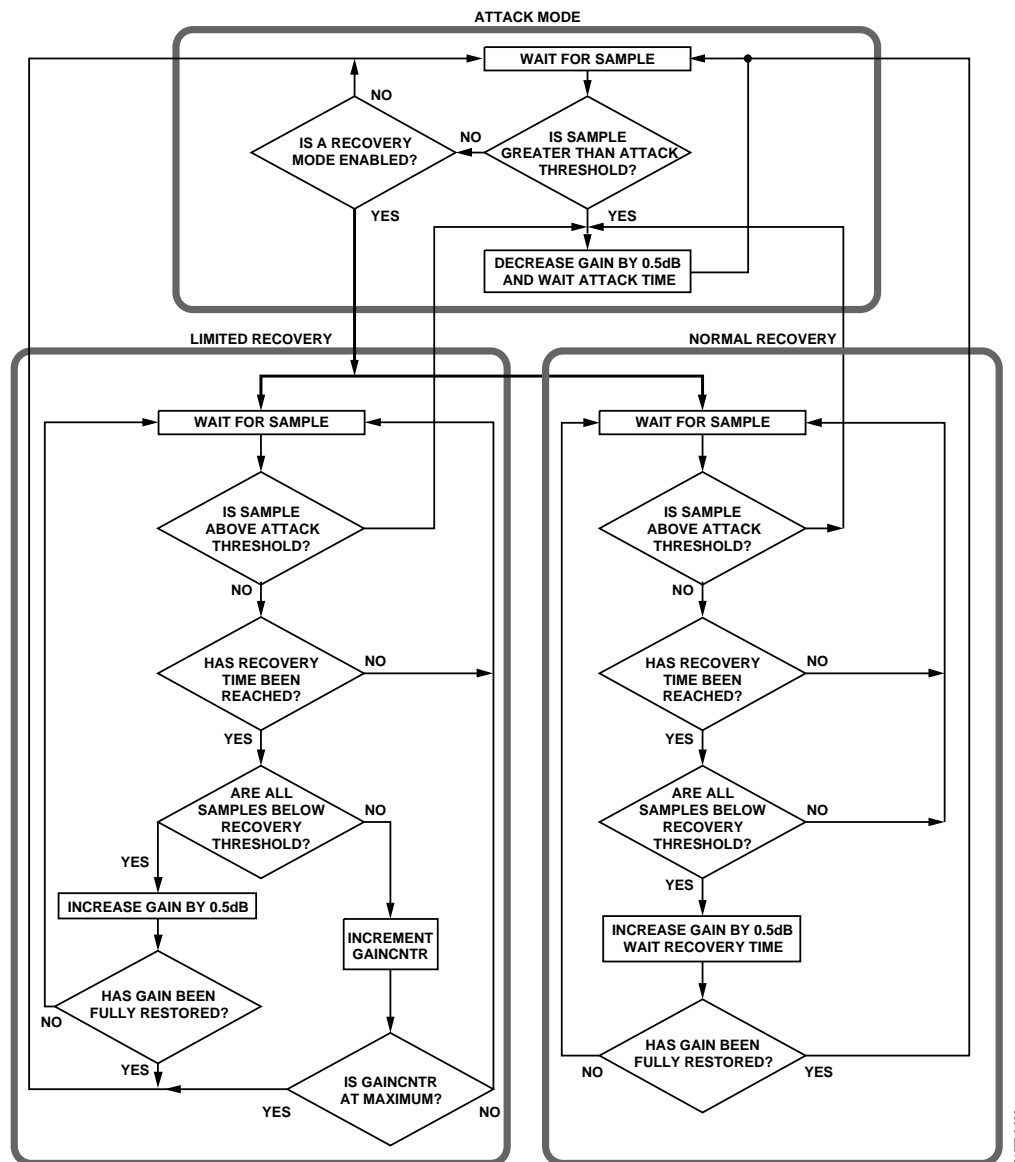 ATTACK MODE
WAIT FOR SAMPLE
NO
IS A RECOVERY
MODE ENABLED?
NO
IS SAMPLE
GREATER THAN ATTACK
THRESHOLD?
YES
YES
DECREASE GAIN BY 0.5dB
AND WAIT ATTACK TIME
LIMITED RECOVERY
WAIT FOR SAMPLE
IS SAMPLE
ABOVE ATTACK
THRESHOLD?
NO
HAS RECOVERY
TIME BEEN
REACHED?
NO
YES
ARE ALL
SAMPLES BELOW
RECOVERY
THRESHOLD?
NO
YES
INCREASE GAIN BY 0.5dB
INCREMENT
GAINCNTR
HAS GAIN BEEN
FULLY RESTORED?
NO
YES
IS GAINCNTR
AT MAXIMUM?
YES
NO
NORMAL RECOVERY
WAIT FOR SAMPLE
IS SAMPLE
ABOVE ATTACK
THRESHOLD?
NO
HAS RECOVERY
TIME BEEN
REACHED?
NO
YES
ARE ALL
SAMPLES BELOW
RECOVERY
THRESHOLD?
NO
YES
INCREASE GAIN BY 0.5dB
WAIT RECOVERY TIME
HAS GAIN BEEN
FULLY RESTORED?
NO
YES